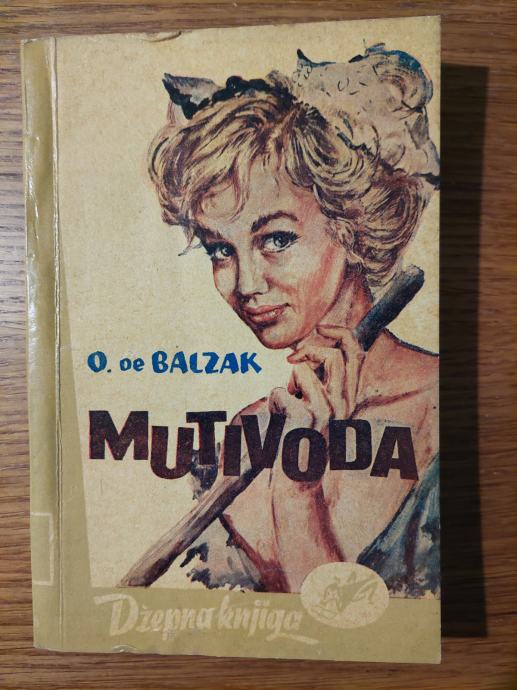 O. de BALZAK
MUTIVODA
Džepna knjiga